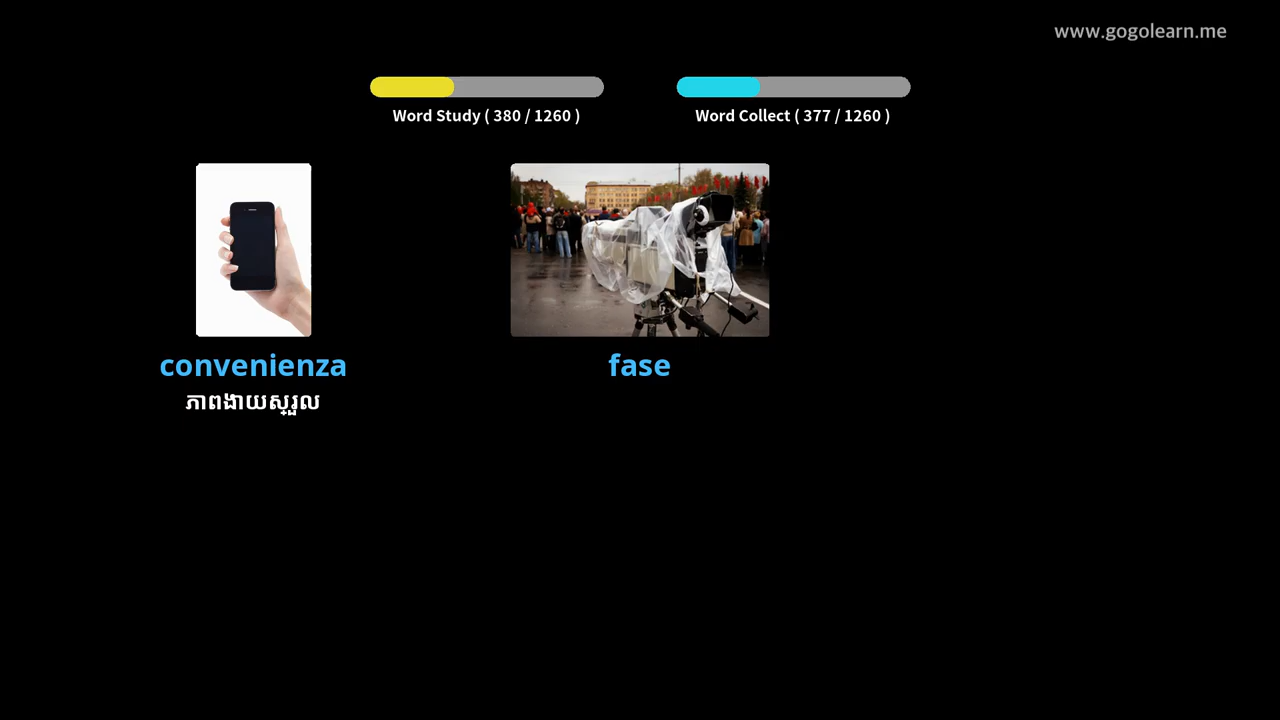 www.gogolearn.me
Word Study ( 380 / 1260 )
Word Collect ( 377 / 1260 )
convenienza
fase
ភាពងាយស្រួល